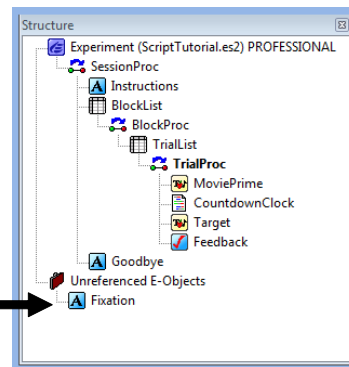 Structure
Experiment (ScriptTutorial.es2) PROFESSIONAL
SessionProc
A Instructions
BlockList
BlockProc
TrialList
TrialProc
MoviePrime
CountdownClock
Target
Feedback
A Goodbye
Unreferenced E-Objects
A Fixation